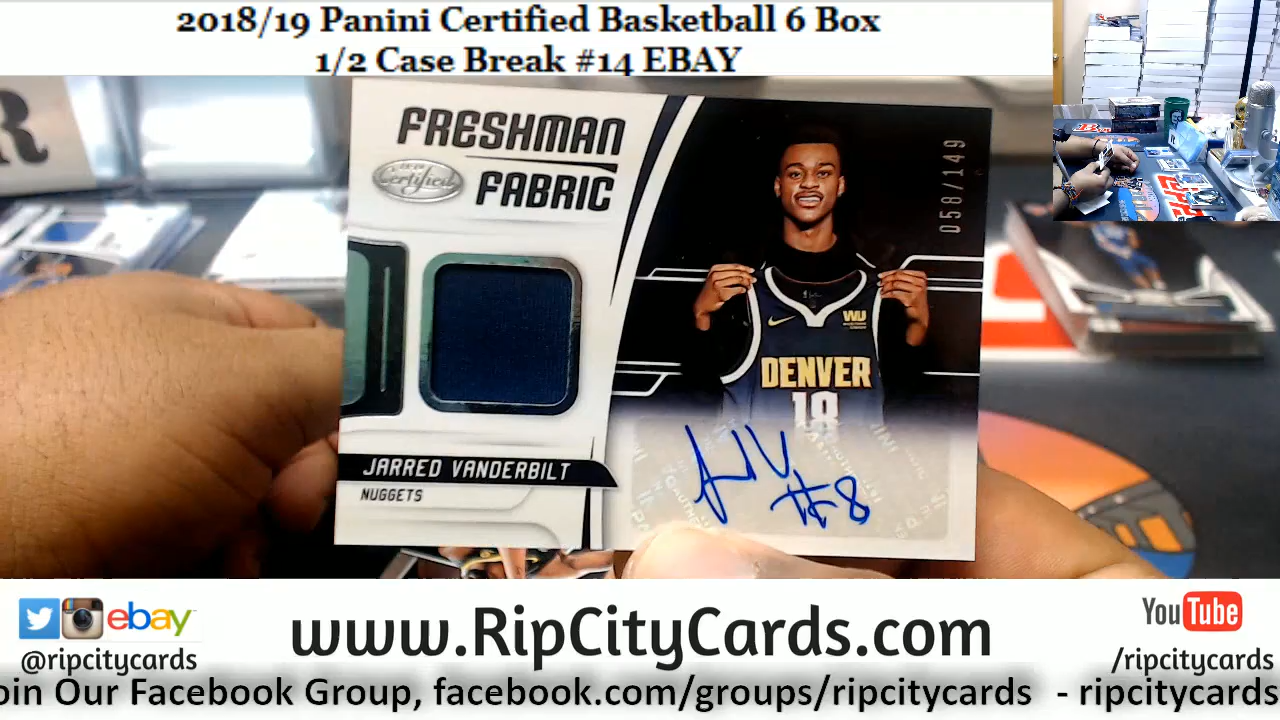 2018/19 Panini Certified Basketball 6 Box
1/2 Case Break #14 EBAY
R
FRESHMAN
Certified
FABRIC
058/149
WU
DENVER
18
JARRED VANDERBILT
NUGGETS
#8
ebay
@ripcitycards
www.RipCityCards.com
YouTube
/ripcitycards
oin Our Facebook Group, facebook.com/groups/ripcitycards - ripcitycards